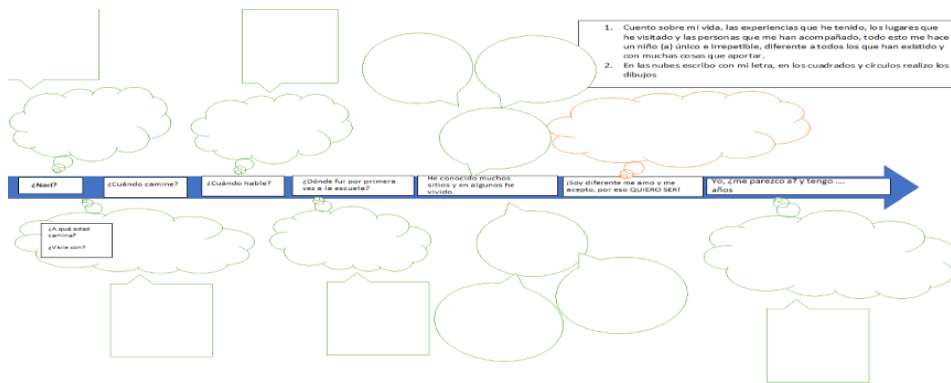 1. Cuento sobre mi vida, las experiencias que he tenido, los lugares que
he visitado y las personas que me han acompañado, todo esto me hace
un niño (a) único e irrepetible, diferente a todos los que han existido y
con muchas cosas que aportar.
2. En las nubes escribo con mi letra, en los cuadrados y círculos realizo los
dibujos
¿Nací?
¿Cuándo camine?
¿Cuándo hable?
¿Dónde fui por primera
vez a la escuela?
He conocido muchos
sitios y en algunos he
vivido.
¡Soy diferente me amo y me
acepto, por eso QUIERO SER!
Yo, ¿me parezco a? y tengo ....
años
¿A qué edad
camina?
¿Vivía con?